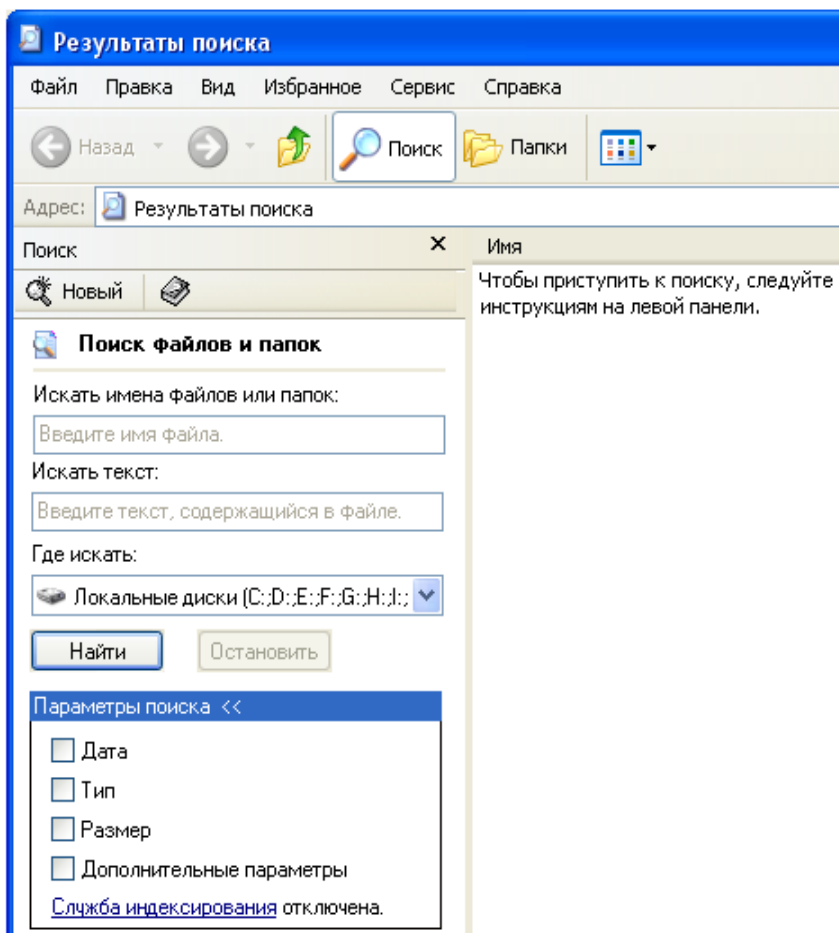 Результаты поиска
Файл Правка Вид Избранное Сервис Справка
Назад Поиск Папки
Адрес: Результаты поиска
Поиск
Новый
Поиск файлов и папок
Искать имена файлов или папок:
Введите имя файла.
Искать текст:
Введите текст, содержащийся в файле.
Где искать:
Локальные диски (C:;D:;E:;F:;G:;H:;I:;
Найти Остановить
Параметры поиска <<
Дата
Тип
Размер
Дополнительные параметры
Служба индексирования отключена.
Имя
Чтобы приступить к поиску, следуйте
инструкциям на левой панели.